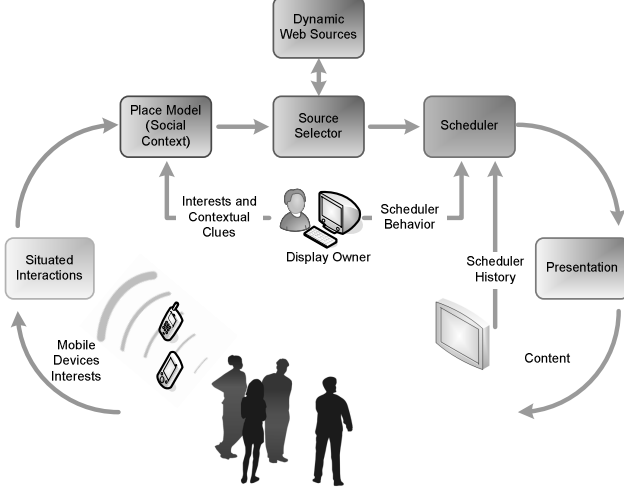 Dynamic
Web Sources
Place Model
(Social
Context)
Source
Selector
Scheduler
Interests and
Contextual
Clues
Scheduler
Behavior
Display Owner
Situated
Interactions
Scheduler
History
Presentation
Mobile
Devices
Interests
Content